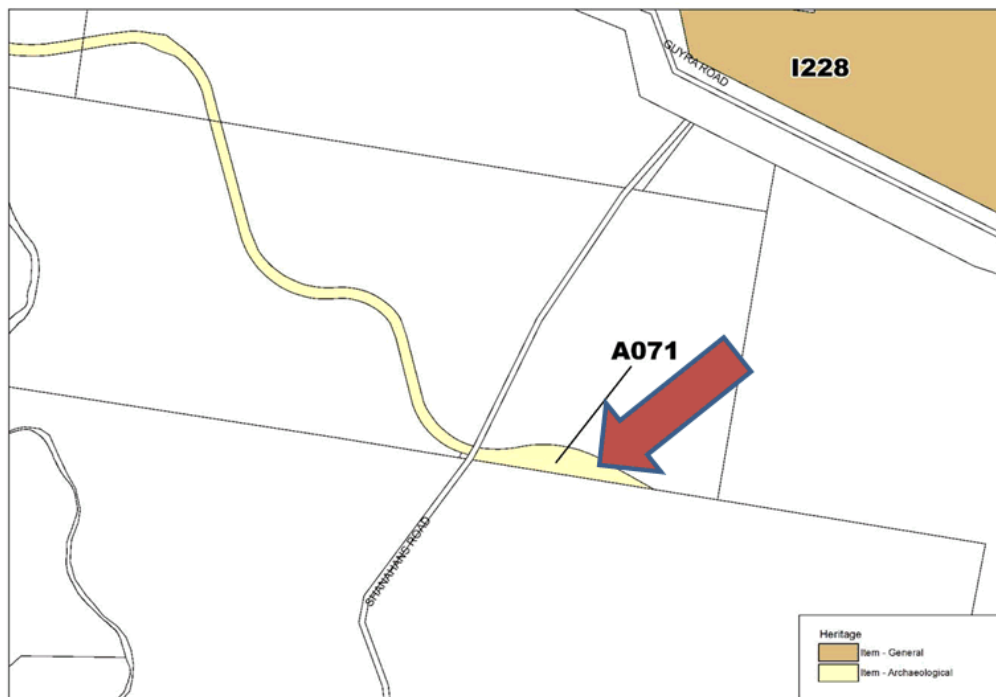 GUYRA ROAD
I228
A071
SHANAHANS ROAD
Heritage
Item - General
Item - Archaeological